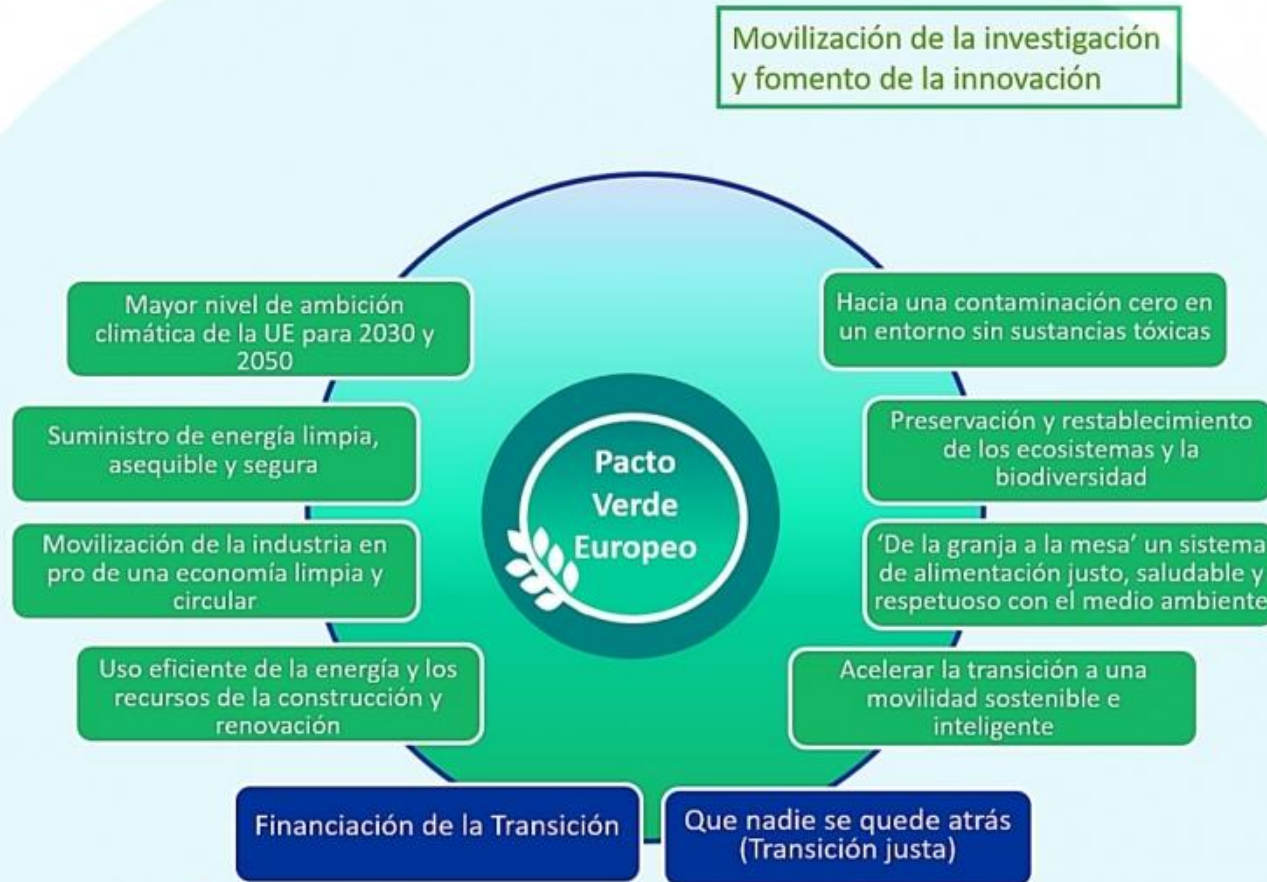 Movilización de la investigación
y fomento de la innovación
Mayor nivel de ambición
climática de la UE para 2030 y
2050
Suministro de energía limpia,
asequible y segura
Movilización de la industria en
pro de una economía limpia y
circular
Uso eficiente de la energía y los
recursos de la construcción y
renovación
Pacto
Verde
Europeo
Hacia una contaminación cero en
un entorno sin sustancias tóxicas
Preservación y restablecimiento
de los ecosistemas y la
biodiversidad
‘De la granja a la mesa’ un sistema
de alimentación justo, saludable y
respetuoso con el medio ambiente
Acelerar la transición a una
movilidad sostenible e
inteligente
Financiación de la Transición
Que nadie se quede atrás
(Transición justa)